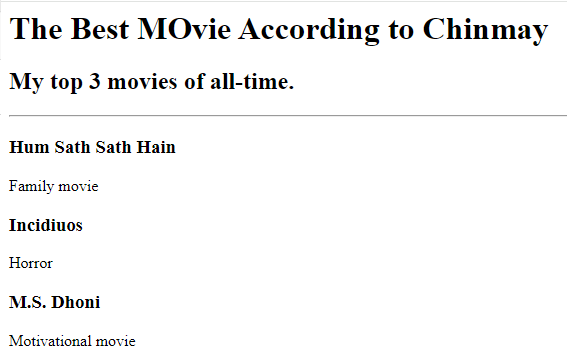 The Best MOvie According to Chinmay
My top 3 movies of all-time.
Hum Sath Sath Hain
Family movie
Incidiuos
Horror
M.S. Dhoni
Motivational movie